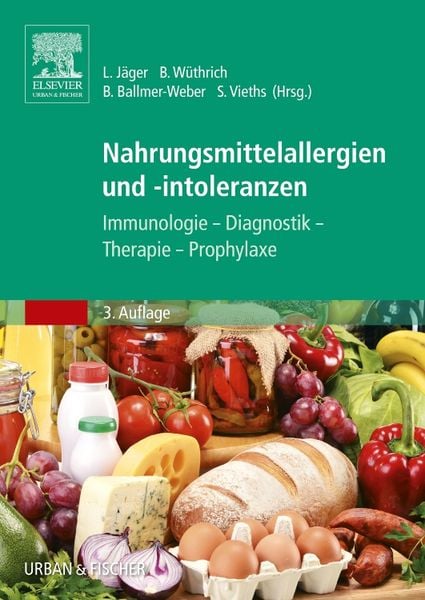 ELSEVIER
URBAN & FISCHER
L. Jäger   B. Wüthrich
B. Ballmer-Weber   S. Vieths (Hrsg.)
Nahrungsmittelallergien
und -intoleranzen
Immunologie – Diagnostik –
Therapie – Prophylaxe
3. Auflage
URBAN & FISCHER